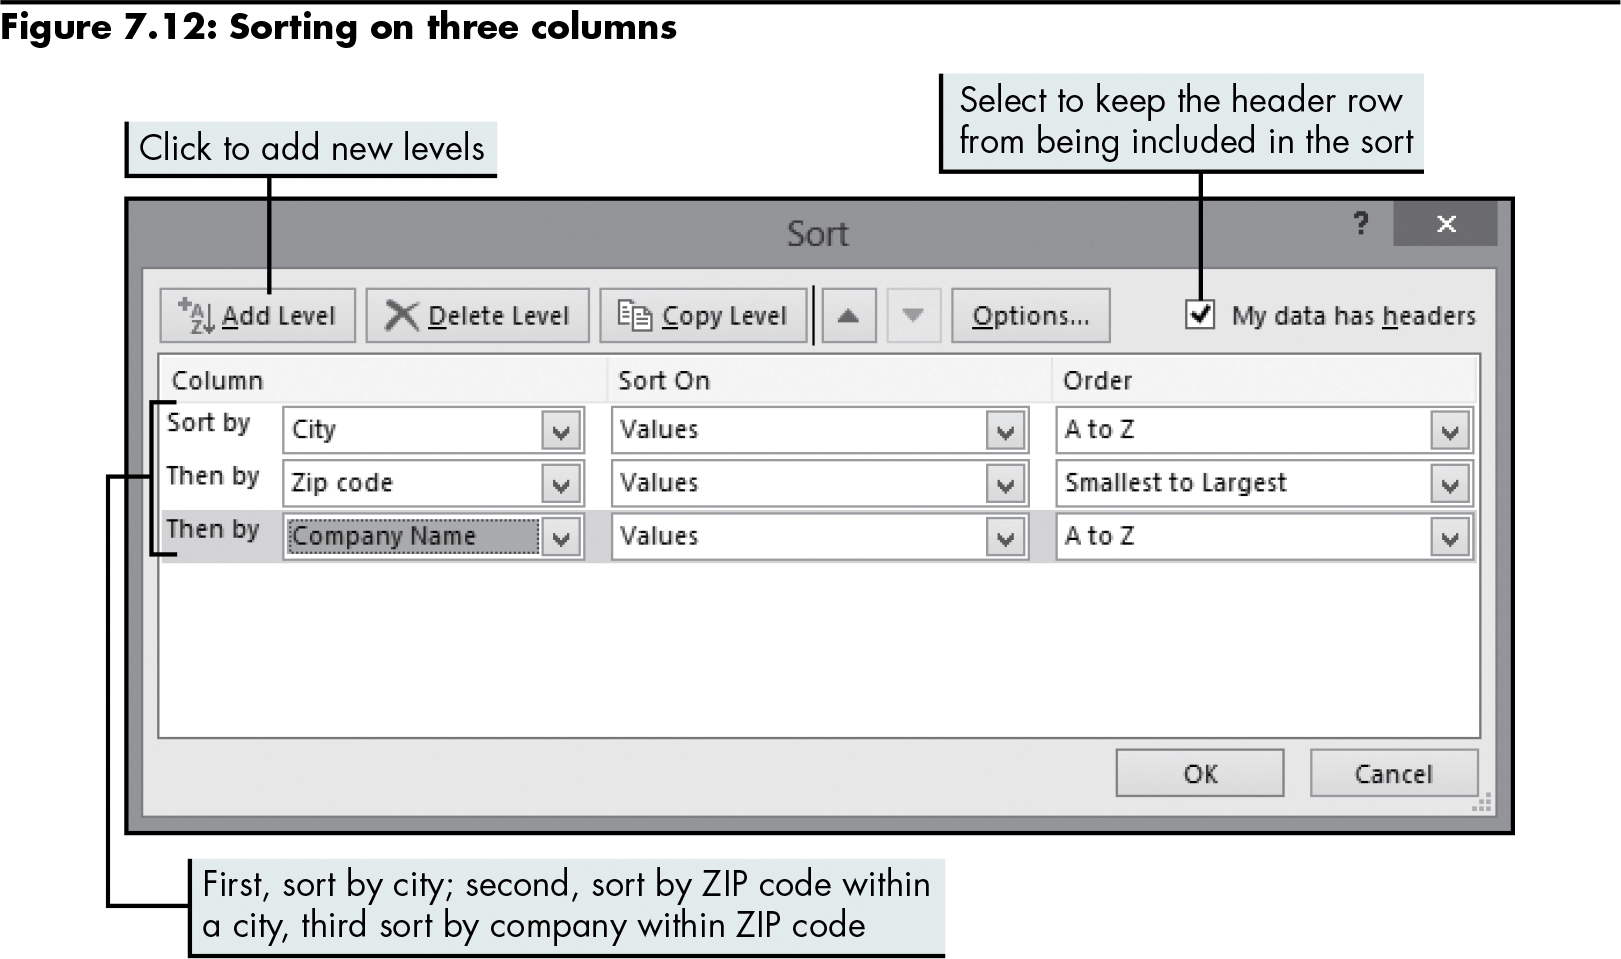 Figure 7.12: Sorting on three columns
Select to keep the header row
from being included in the sort
Click to add new levels
Sort
?
Add Level Delete Level Copy Level Options... My data has headers
Column Sort On Order
Sort by City Values A to Z
Then by Zip code Values Smallest to Largest
Then by Company Name Values A to Z
OK Cancel
First, sort by city; second, sort by ZIP code within
a city, third sort by company within ZIP code